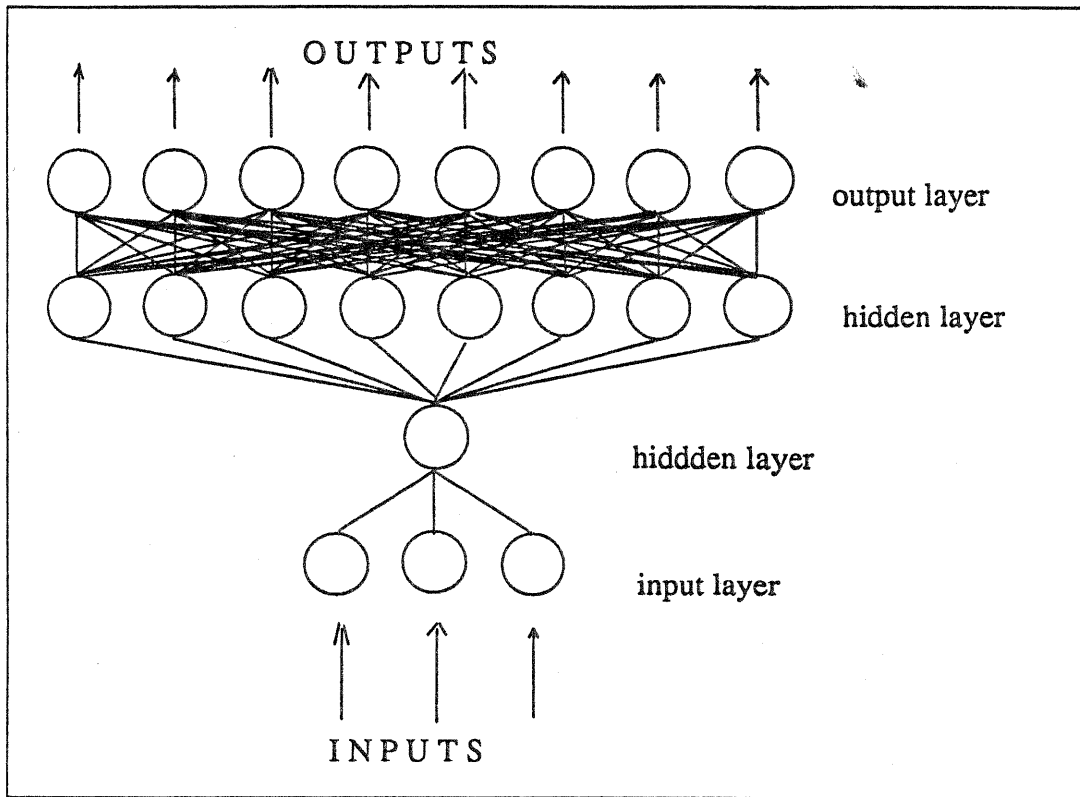 OUTPUTS
output layer
hidden layer
hiddden layer
input layer
INPUTS